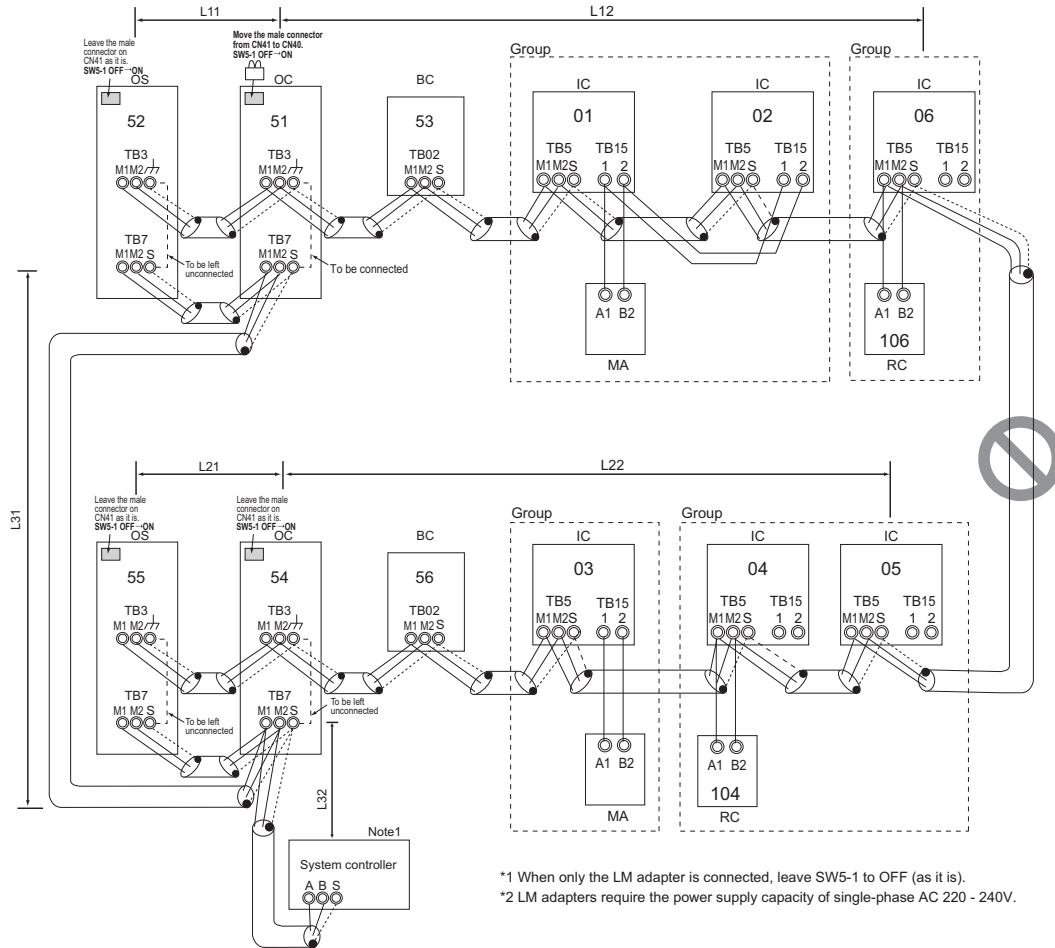 L11
L12
Leave the male
connector on
CN41 as it is.
SW5-1 OFF→ON
Move the male connector
from CN41 to CN40.
SW5-1 OFF→ON
OS
OC
BC
Group
Group
IC
IC
IC
52
51
53
01
02
06
TB3
M1M2
TB3
M1M2
TB02
M1M2 S
TB5
M1M2S
TB15
1 2
TB5
M1M2 S
TB15
1 2
TB5
M1M2 S
TB15
1 2
TB7
M1M2 S
To be left
unconnected
TB7
M1M2 S
To be connected
A1 B2
MA
A1 B2
106
RC
L31
L21
L22
Leave the male
connector on
CN41 as it is.
SW5-1 OFF→ON
Leave the male
connector on
CN41 as it is.
SW5-1 OFF→ON
OS
OC
BC
Group
Group
IC
IC
IC
55
54
56
03
04
05
TB3
M1 M2
TB3
M1 M2
TB02
M1 M2 S
TB5
M1M2S
TB15
1 2
TB5
M1M2 S
TB15
1 2
TB5
M1M2 S
TB15
1 2
TB7
M1 M2 S
To be left
unconnected
TB7
M1 M2 S
To be left
unconnected
A1 B2
MA
A1 B2
104
RC
L32
Note1
System controller
A B S
*1 When only the LM adapter is connected, leave SW5-1 to OFF (as it is).
*2 LM adapters require the power supply capacity of single-phase AC 220 - 240V.